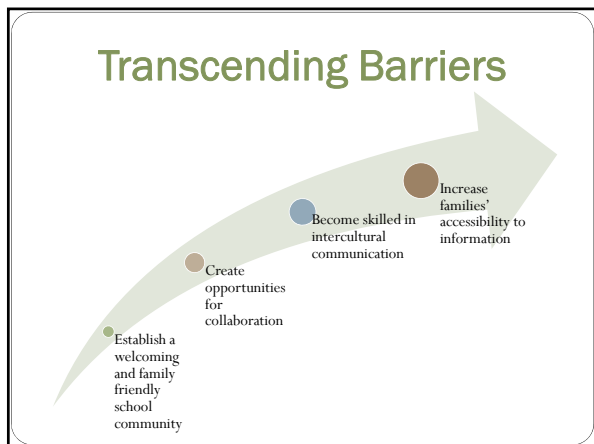 Transcending Barriers
Establish a
welcoming
and family
friendly
school
community
Create
opportunities
for
collaboration
Become skilled in
intercultural
communication
Increase
families'
accessibility to
information